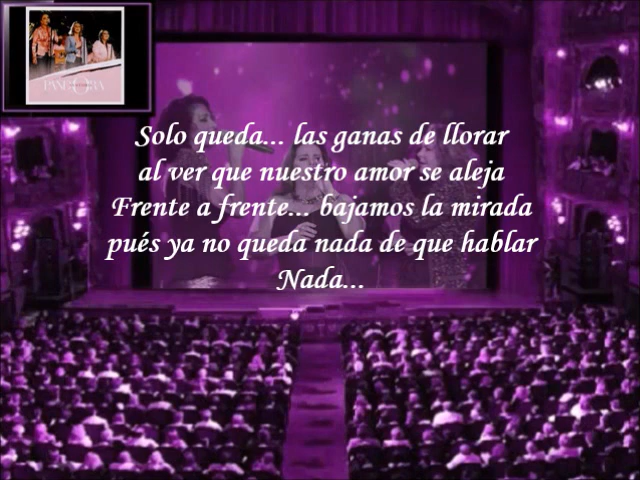 PANDORA
Solo queda... las ganas de llorar
al ver que nuestro amor se aleja
Frente a frente... bajamos la mirada
pués ya no queda nada de que hablar
Nada...